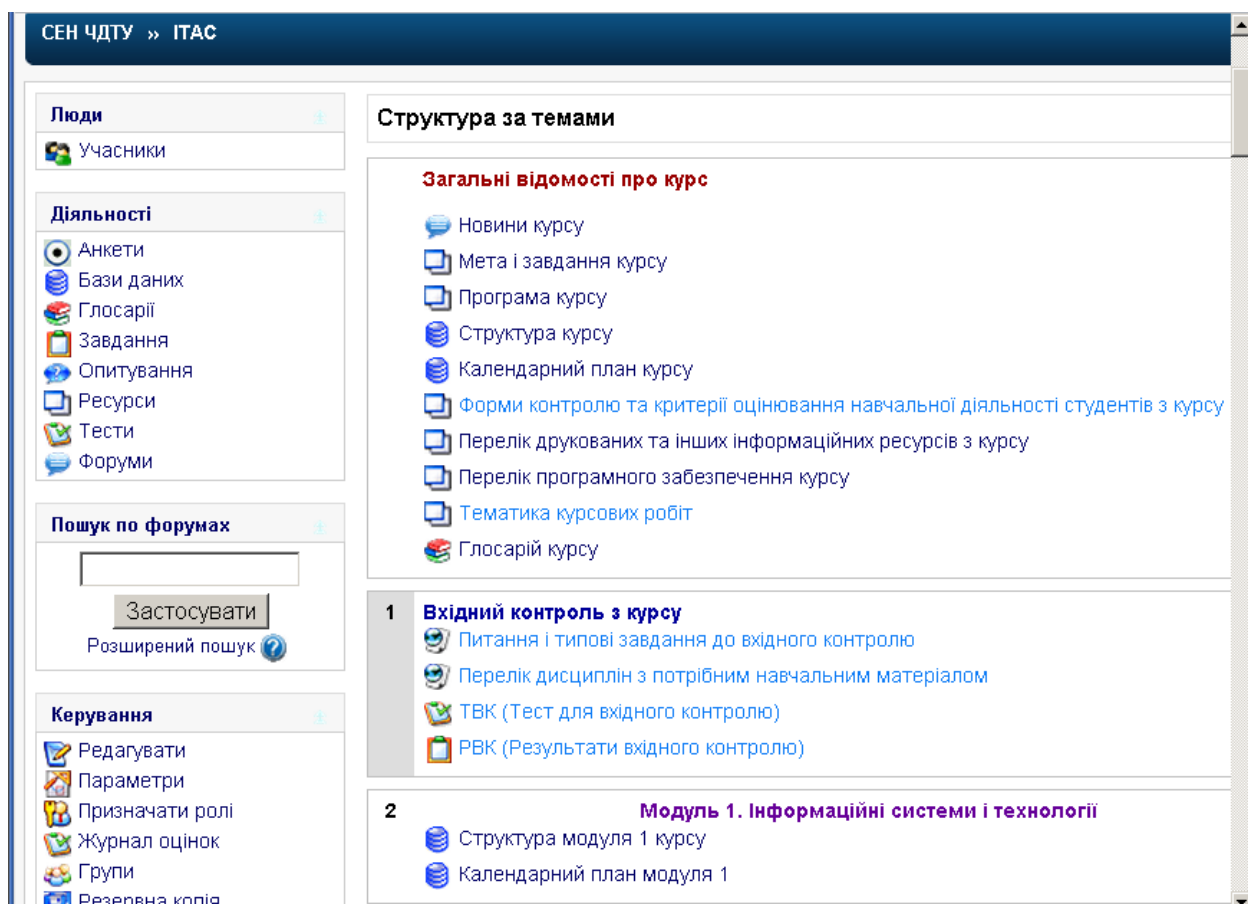 СЕН ЧДТУ » ІТАС
Люди
Учасники
Діяльності
Анкети
Бази даних
Глосарії
Завдання
Опитування
Ресурси
Тести
Форуми
Пошук по форумах
Застосувати
Розширений пошук
Керування
Редагувати
Параметри
Призначати ролі
Журнал оцінок
Групи
Резервна копія
Структура за темами
Загальні відомості про курс
Новини курсу
Мета і завдання курсу
Програма курсу
Структура курсу
Календарний план курсу
Форми контролю та критерії оцінювання навчальної діяльності студентів з курсу
Перелік друкованих та інших інформаційних ресурсів з курсу
Перелік програмного забезпечення курсу
Тематика курсових робіт
Глосарій курсу
1 Вхідний контроль з курсу
Питання і типові завдання до вхідного контролю
Перелік дисциплін з потрібним навчальним матеріалом
ТВК (Тест для вхідного контролю)
РВК (Результати вхідного контролю)
2 Модуль 1. Інформаційні системи і технології
Структура модуля 1 курсу
Календарний план модуля 1